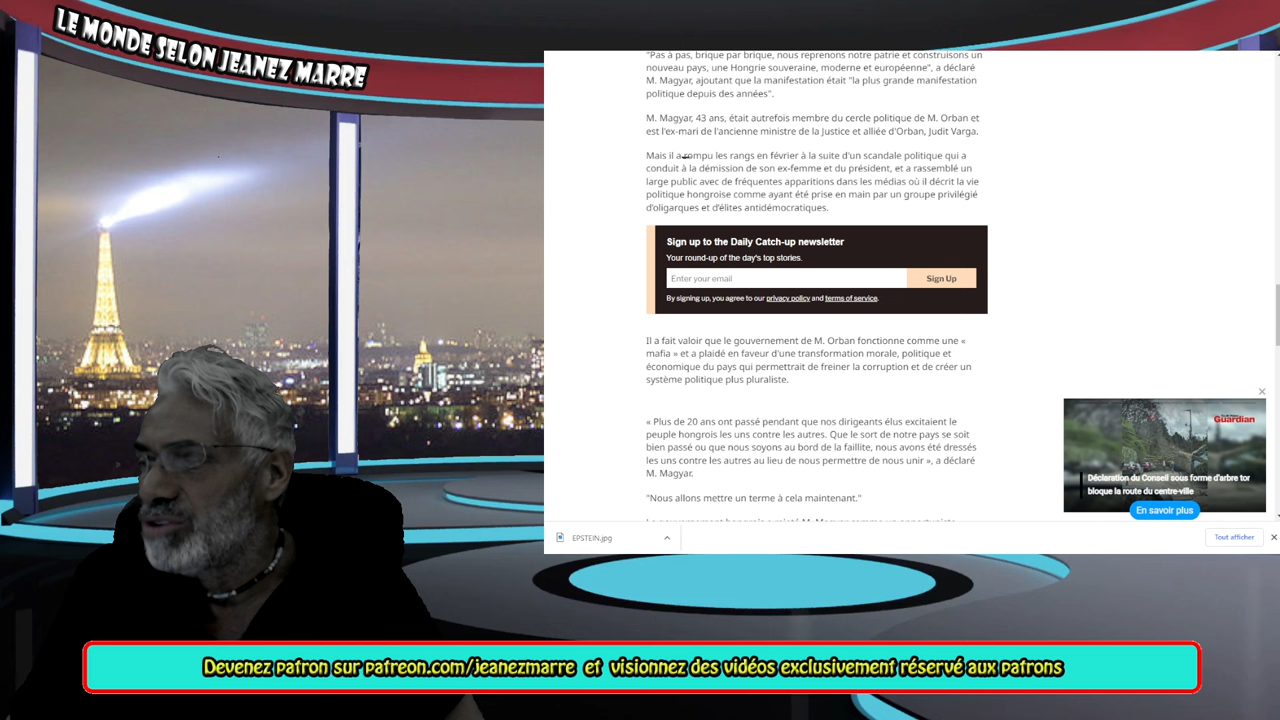 LE MONDE SELON JEANEZ MARRE
"Pas à pas, brique par brique, nous reprenons notre patrie et construisons un
nouveau pays, une Hongrie souveraine, moderne et européenne", a déclaré
M. Magyar, ajoutant que la manifestation était "la plus grande manifestation
politique depuis des années".
M. Magyar, 43 ans, était autrefois membre du cercle politique de M. Orban et
est l'ex-mari de l'ancienne ministre de la Justice et alliée d'Orban, Judit Varga.
Mais il a rompu les rangs en février à la suite d'un scandale politique qui a
conduit à la démission de son ex-femme et du président, et a rassemblé un
large public avec de fréquentes apparitions dans les médias où il décrit la vie
politique hongroise comme ayant été prise en main par un groupe privilégié
d'oligarques et d'élites antidémocratiques.
Sign up to the Daily Catch-up newsletter
Your round-up of the day's top stories.
Enter your email
Sign Up
By signing up, you agree to our privacy policy and terms of service.
Il a fait valoir que le gouvernement de M. Orban fonctionne comme une «
mafia » et a plaidé en faveur d'une transformation morale, politique et
économique du pays qui permettrait de freiner la corruption et de créer un
système politique plus pluraliste.
« Plus de 20 ans ont passé pendant que nos dirigeants élus excitaient le
peuple hongrois les uns contre les autres. Que le sort de notre pays se soit
bien passé ou que nous soyons au bord de la faillite, nous avons été dressés
les uns contre les autres au lieu de nous permettre de nous unir », a déclaré
M. Magyar.
"Nous allons mettre un terme à cela maintenant."
Guardian
Déclaration du Conseil sous forme d'arbre tor
bloque la route du centre-ville
En savoir plus
EPSTEIN.jpg
Tout afficher
Devenez patron sur patreon.com/jeanezmarre et visionnez des vidéos exclusivement réservé aux patrons